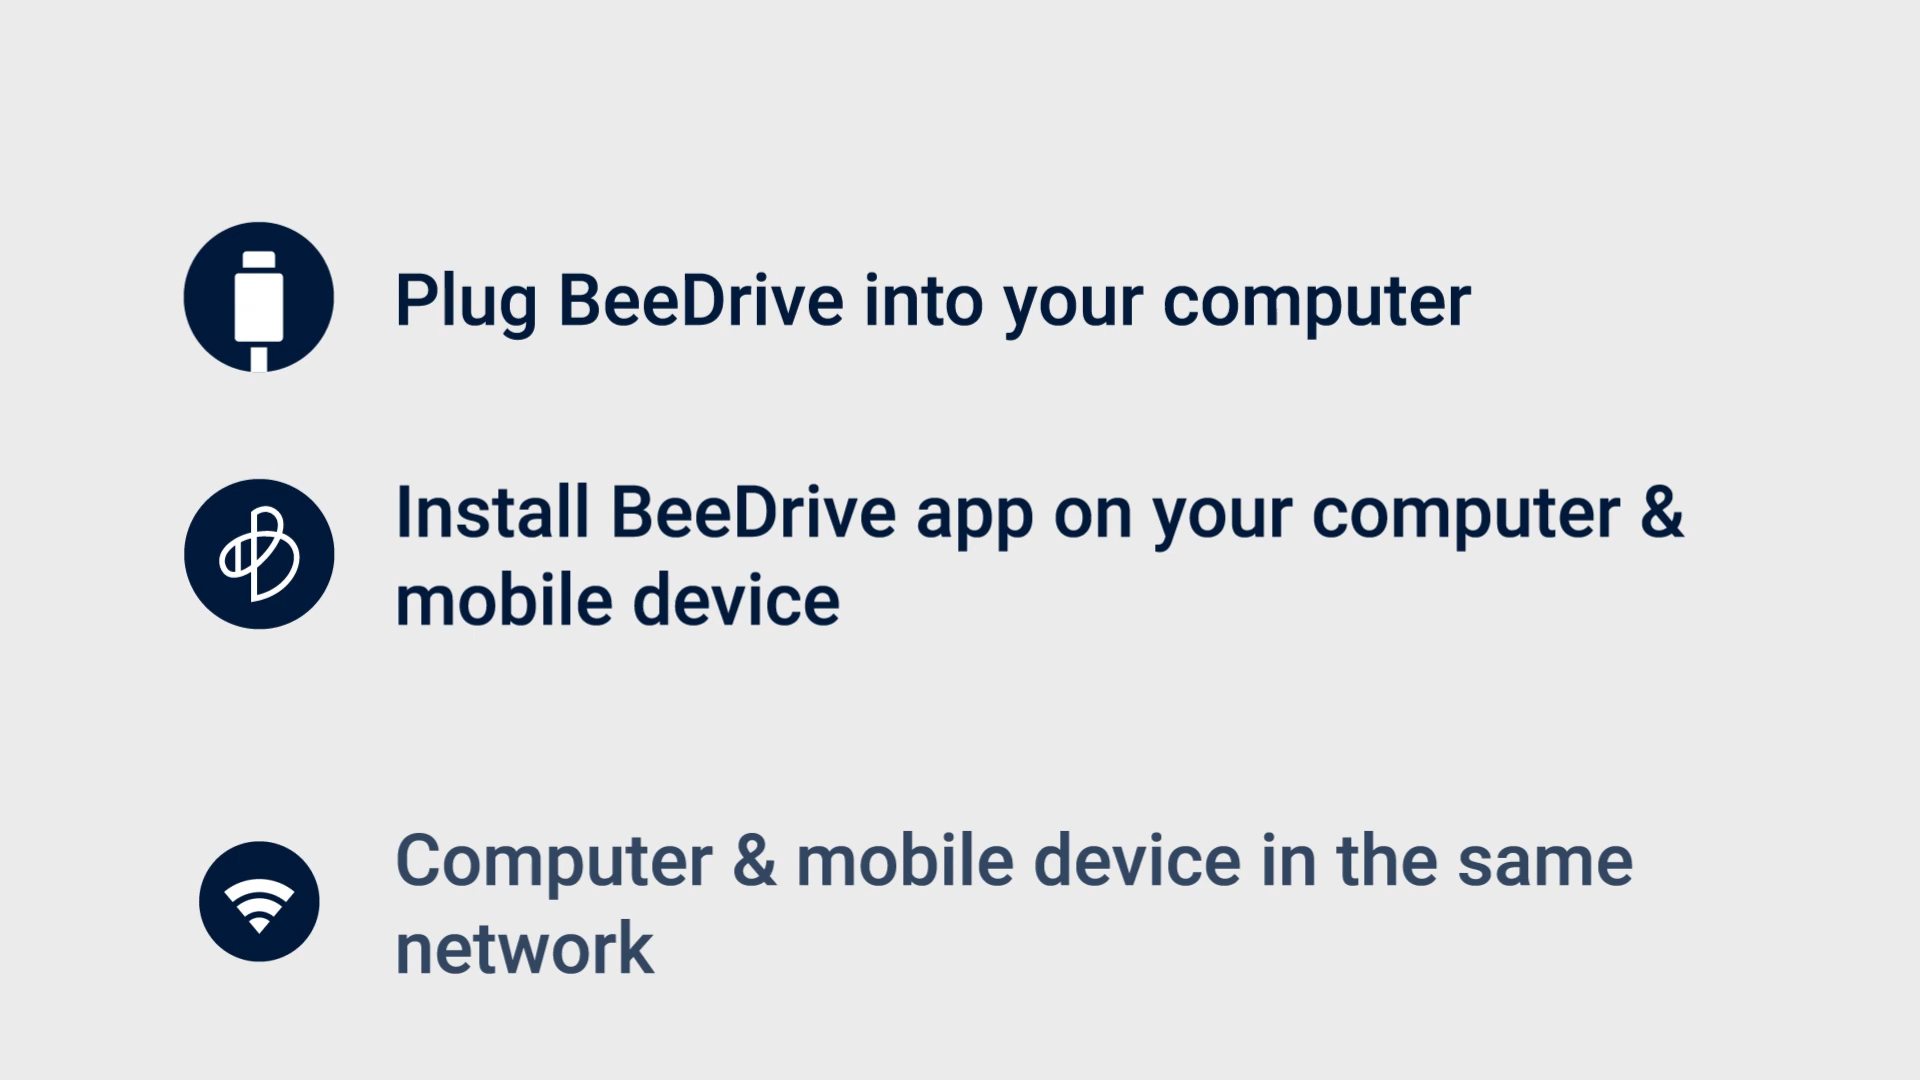 Plug BeeDrive into your computer
Install BeeDrive app on your computer &
mobile device
Computer & mobile device in the same
network